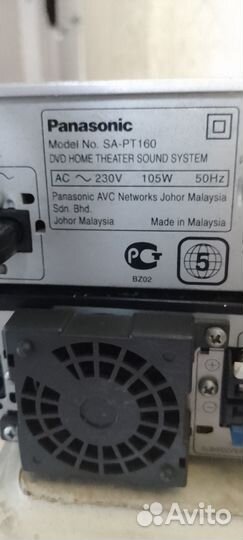 Panasonic
Model No. SA-PT160
DVD HOME THEATER SOUND SYSTEM
AC ~ 230V 105W 50Hz
Panasonic AVC Networks Johor Malaysia
Sdn. Bhd.
Johor Malaysia Made in Malaysia
5
BZ02
+
Avito